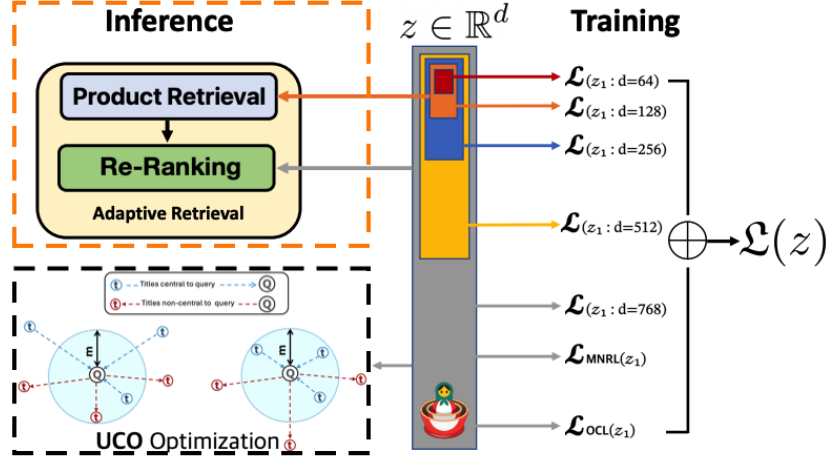 Inference
Product Retrieval
Re-Ranking
Adaptive Retrieval
t Titles central to query Q
t Titles non-central to query Q
t
t
m
Q
t
t
t
t
t
m
t
t
Q
t
t
t
t
UCO Optimization
z ∈ ℝ^d
Training
𝓛(z₁ : d=64)
𝓛(z₁ : d=128)
𝓛(z₁ : d=256)
𝓛(z₁ : d=512)
𝓛(z₁ : d=768)
𝓛MNRL(z₁)
𝓛OCL(z₁)
𝔏(z)